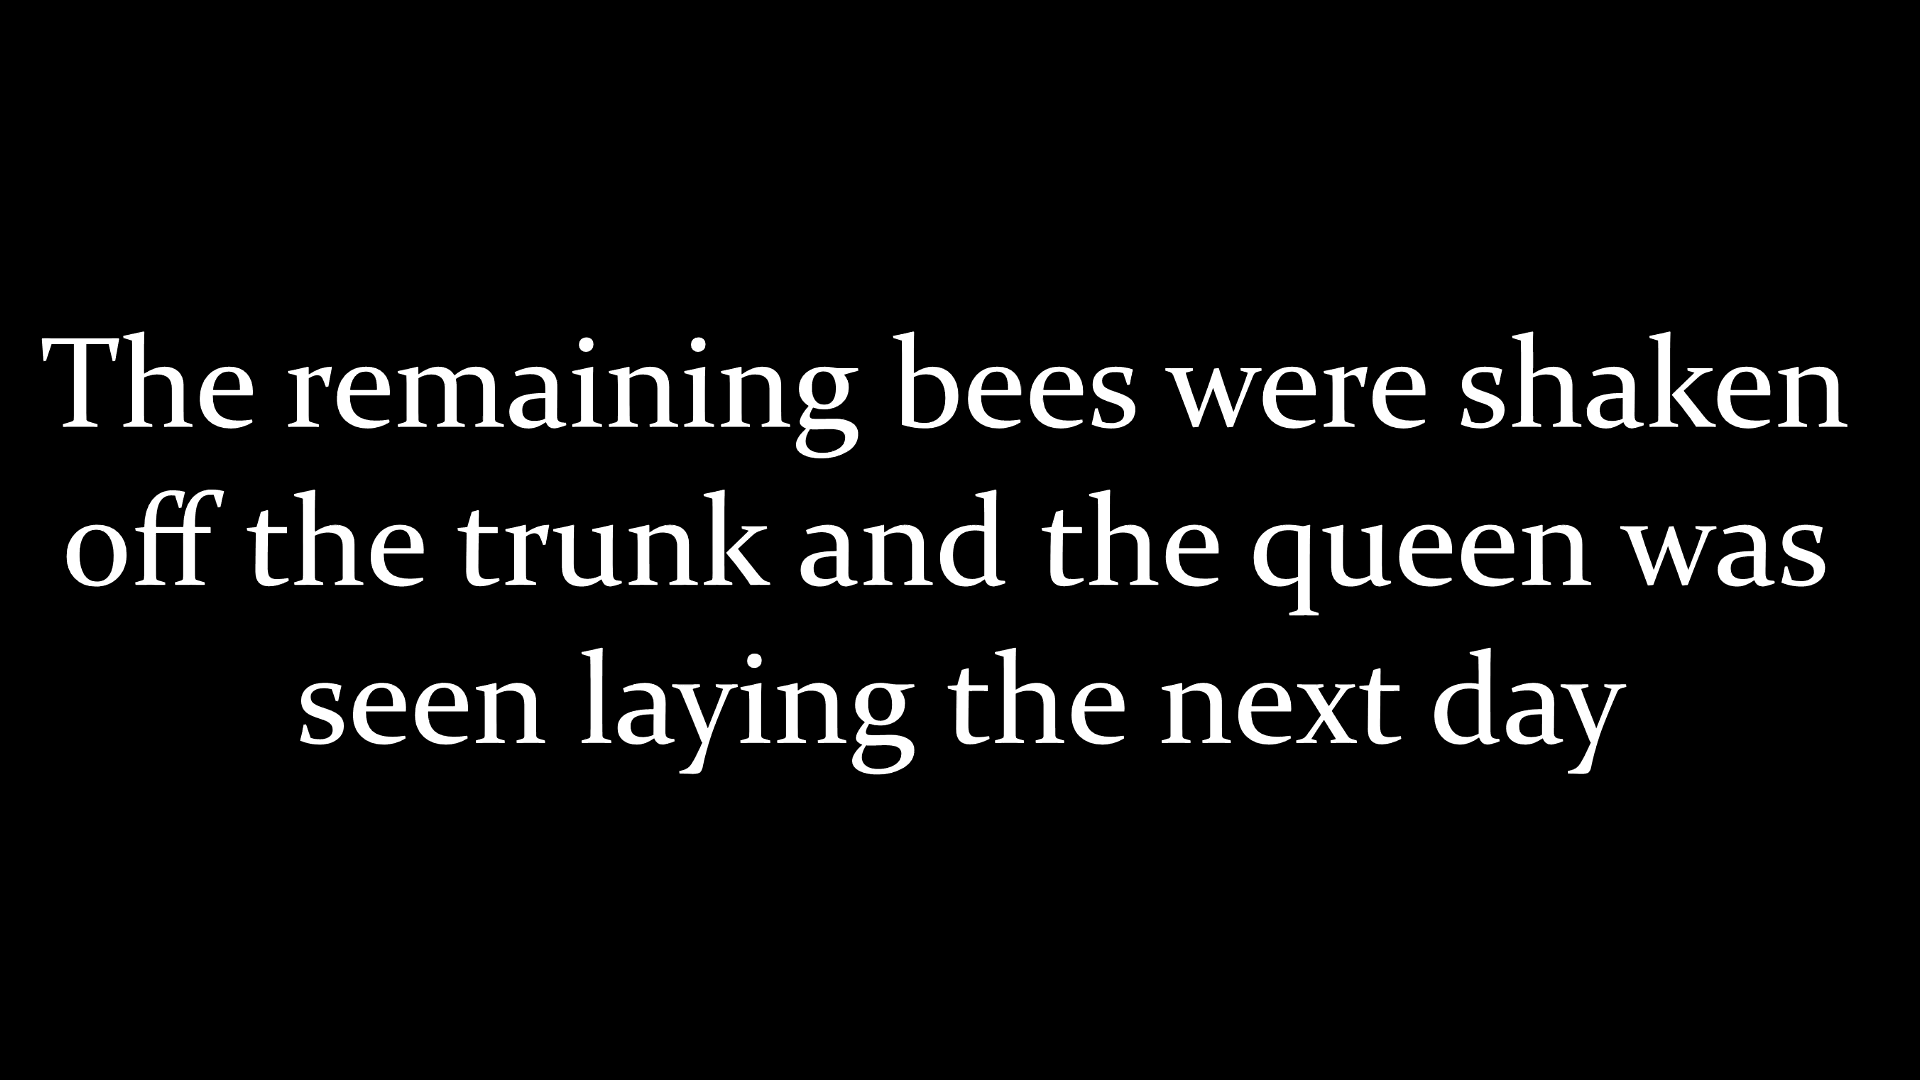 The remaining bees were shaken
off the trunk and the queen was
seen laying the next day